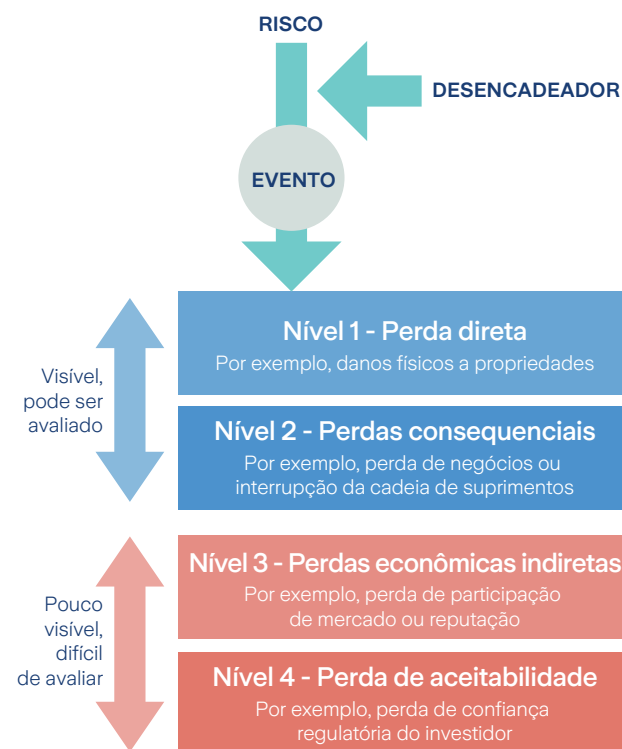 RISCO
DESENCADEADOR
EVENTO
Nível 1 - Perda direta
Por exemplo, danos físicos a propriedades
Visível,
pode ser
avaliado
Nível 2 - Perdas consequenciais
Por exemplo, perda de negócios ou
interrupção da cadeia de suprimentos
Nível 3 - Perdas econômicas indiretas
Por exemplo, perda de participação
de mercado ou reputação
Pouco
visível,
difícil
de avaliar
Nível 4 - Perda de aceitabilidade
Por exemplo, perda de confiança
regulatória do investidor